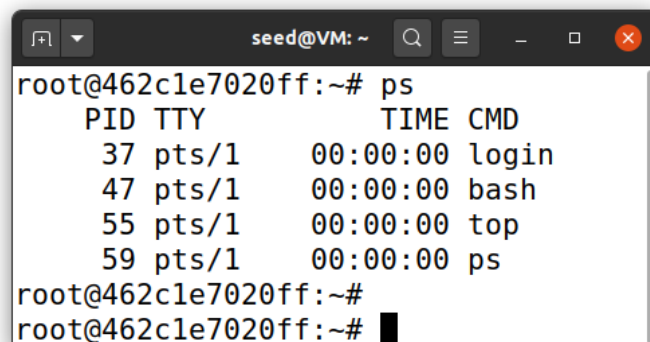 seed@VM: ~
root@462c1e7020ff:~# ps
    PID TTY          TIME CMD
     37 pts/1    00:00:00 login
     47 pts/1    00:00:00 bash
     55 pts/1    00:00:00 top
     59 pts/1    00:00:00 ps
root@462c1e7020ff:~#
root@462c1e7020ff:~#